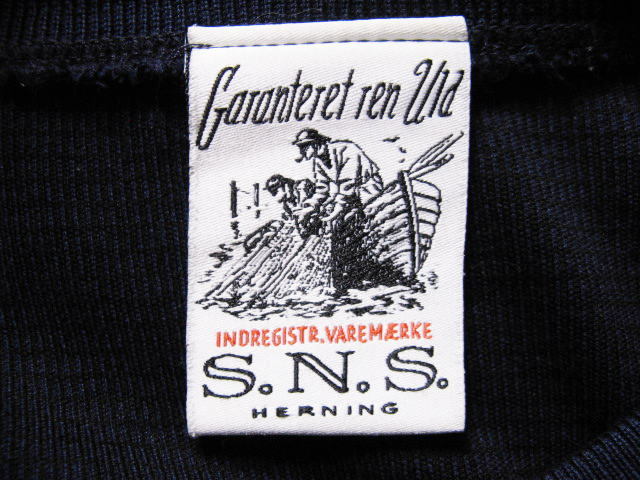 Garanteret ren Uld
INDREGISTR. VAREMÆRKE
S.N.S.
HERNING